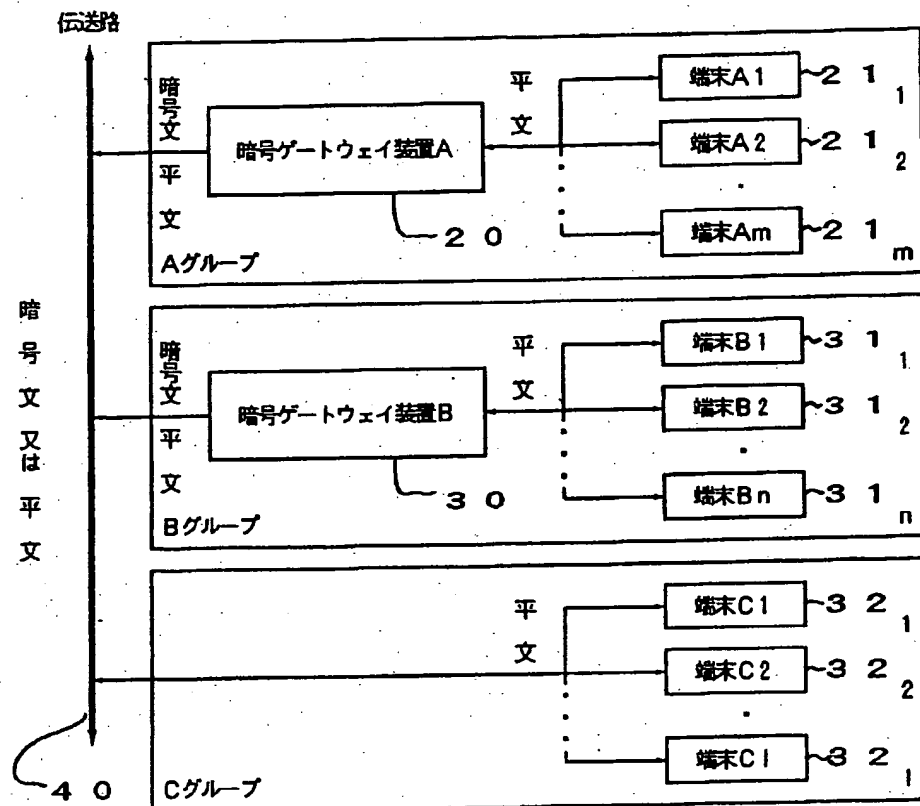 伝送路
暗号文 平文
暗号ゲートウェイ装置A
20
平文
端末A1
21 1
端末A2
21 2
端末Am
21 m
Aグループ
暗号文又は平文
暗号文 平文
暗号ゲートウェイ装置B
30
平文
端末B1
31 1
端末B2
31 2
端末Bn
31 n
Bグループ
平文
端末C1
32 1
端末C2
32 2
端末Cl
32 l
40
Cグループ